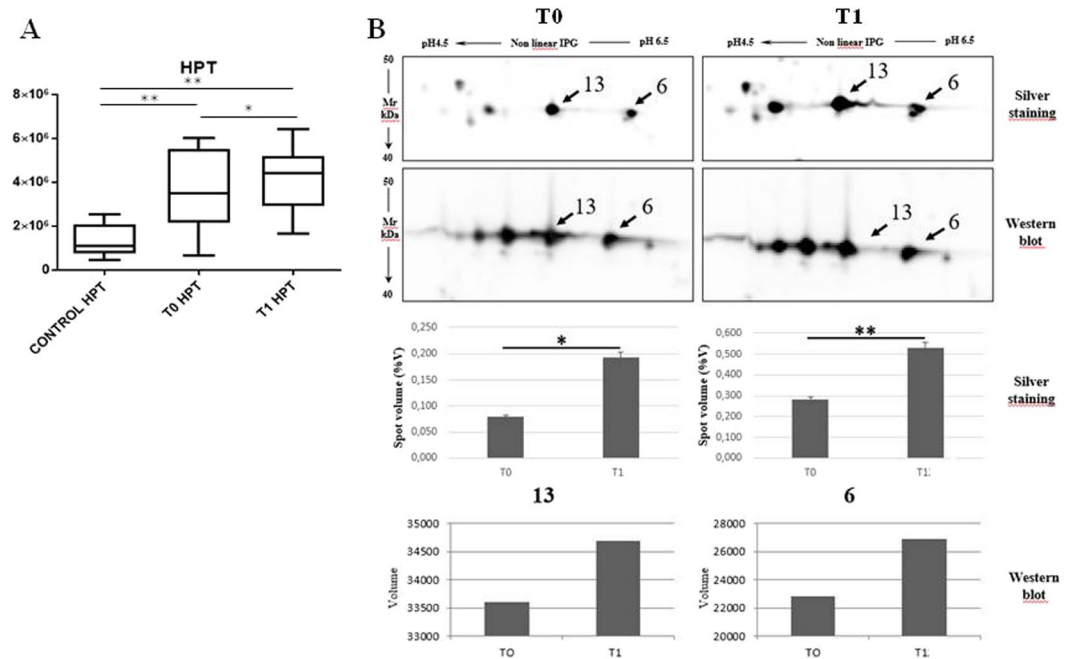 A
HPT
**
**
*
8×10⁶
6×10⁶
4×10⁶
2×10⁶
0
CONTROL HPT
T0 HPT
T1 HPT
B
T0
T1
pH4.5
Non linear IPG
pH 6.5
pH4.5
Non linear IPG
pH 6.5
50
Mr
kDa
40
13
6
13
6
Silver
staining
50
Mr
kDa
40
13
6
13
6
Western
blot
Spot volume (%V)
0,250
0,200
0,150
0,100
0,050
0,000
*
T0
T1
Spot volume (%V)
0,600
0,500
0,400
0,300
0,200
0,100
0,000
**
T0
T1:
Silver
staining
13
6
Volume
35000
34500
34000
33500
33000
TO
T1
Volume
28000
26000
24000
22000
20000
TO
T1:
Western
blot